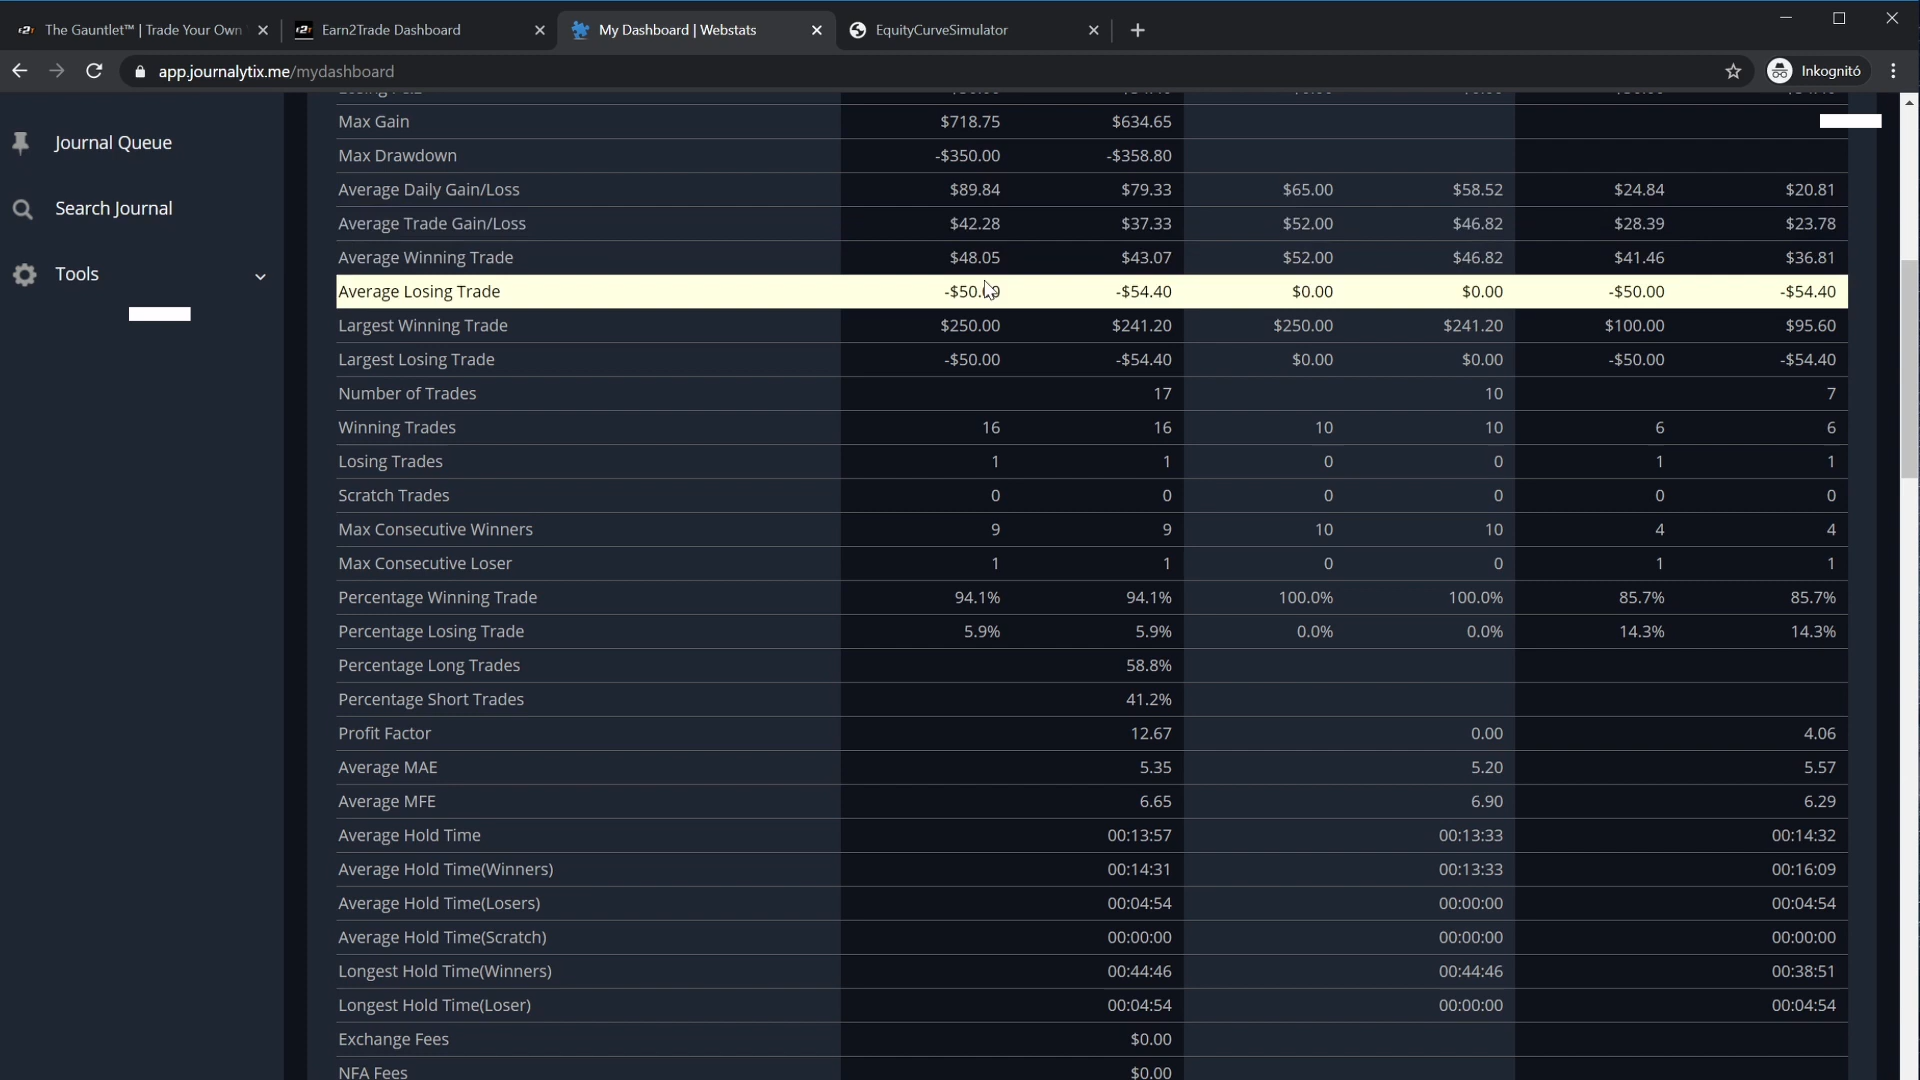 The Gauntlet™ | Trade Your Own
Earn2Trade Dashboard
My Dashboard | Webstats
EquityCurveSimulator
app.journalytix.me/mydashboard
Inkognitó
Journal Queue
Search Journal
Tools
Max Gain $718.75 $634.65
Max Drawdown -$350.00 -$358.80
Average Daily Gain/Loss $89.84 $79.33 $65.00 $58.52 $24.84 $20.81
Average Trade Gain/Loss $42.28 $37.33 $52.00 $46.82 $28.39 $23.78
Average Winning Trade $48.05 $43.07 $52.00 $46.82 $41.46 $36.81
Average Losing Trade -$50.00 -$54.40 $0.00 $0.00 -$50.00 -$54.40
Largest Winning Trade $250.00 $241.20 $250.00 $241.20 $100.00 $95.60
Largest Losing Trade -$50.00 -$54.40 $0.00 $0.00 -$50.00 -$54.40
Number of Trades 17 10 7
Winning Trades 16 16 10 10 6 6
Losing Trades 1 1 0 0 1 1
Scratch Trades 0 0 0 0 0 0
Max Consecutive Winners 9 9 10 10 4 4
Max Consecutive Loser 1 1 0 0 1 1
Percentage Winning Trade 94.1% 94.1% 100.0% 100.0% 85.7% 85.7%
Percentage Losing Trade 5.9% 5.9% 0.0% 0.0% 14.3% 14.3%
Percentage Long Trades 58.8%
Percentage Short Trades 41.2%
Profit Factor 12.67 0.00 4.06
Average MAE 5.35 5.20 5.57
Average MFE 6.65 6.90 6.29
Average Hold Time 00:13:57 00:13:33 00:14:32
Average Hold Time(Winners) 00:14:31 00:13:33 00:16:09
Average Hold Time(Losers) 00:04:54 00:00:00 00:04:54
Average Hold Time(Scratch) 00:00:00 00:00:00 00:00:00
Longest Hold Time(Winners) 00:44:46 00:44:46 00:38:51
Longest Hold Time(Loser) 00:04:54 00:00:00 00:04:54
Exchange Fees $0.00
NFA Fees $0.00